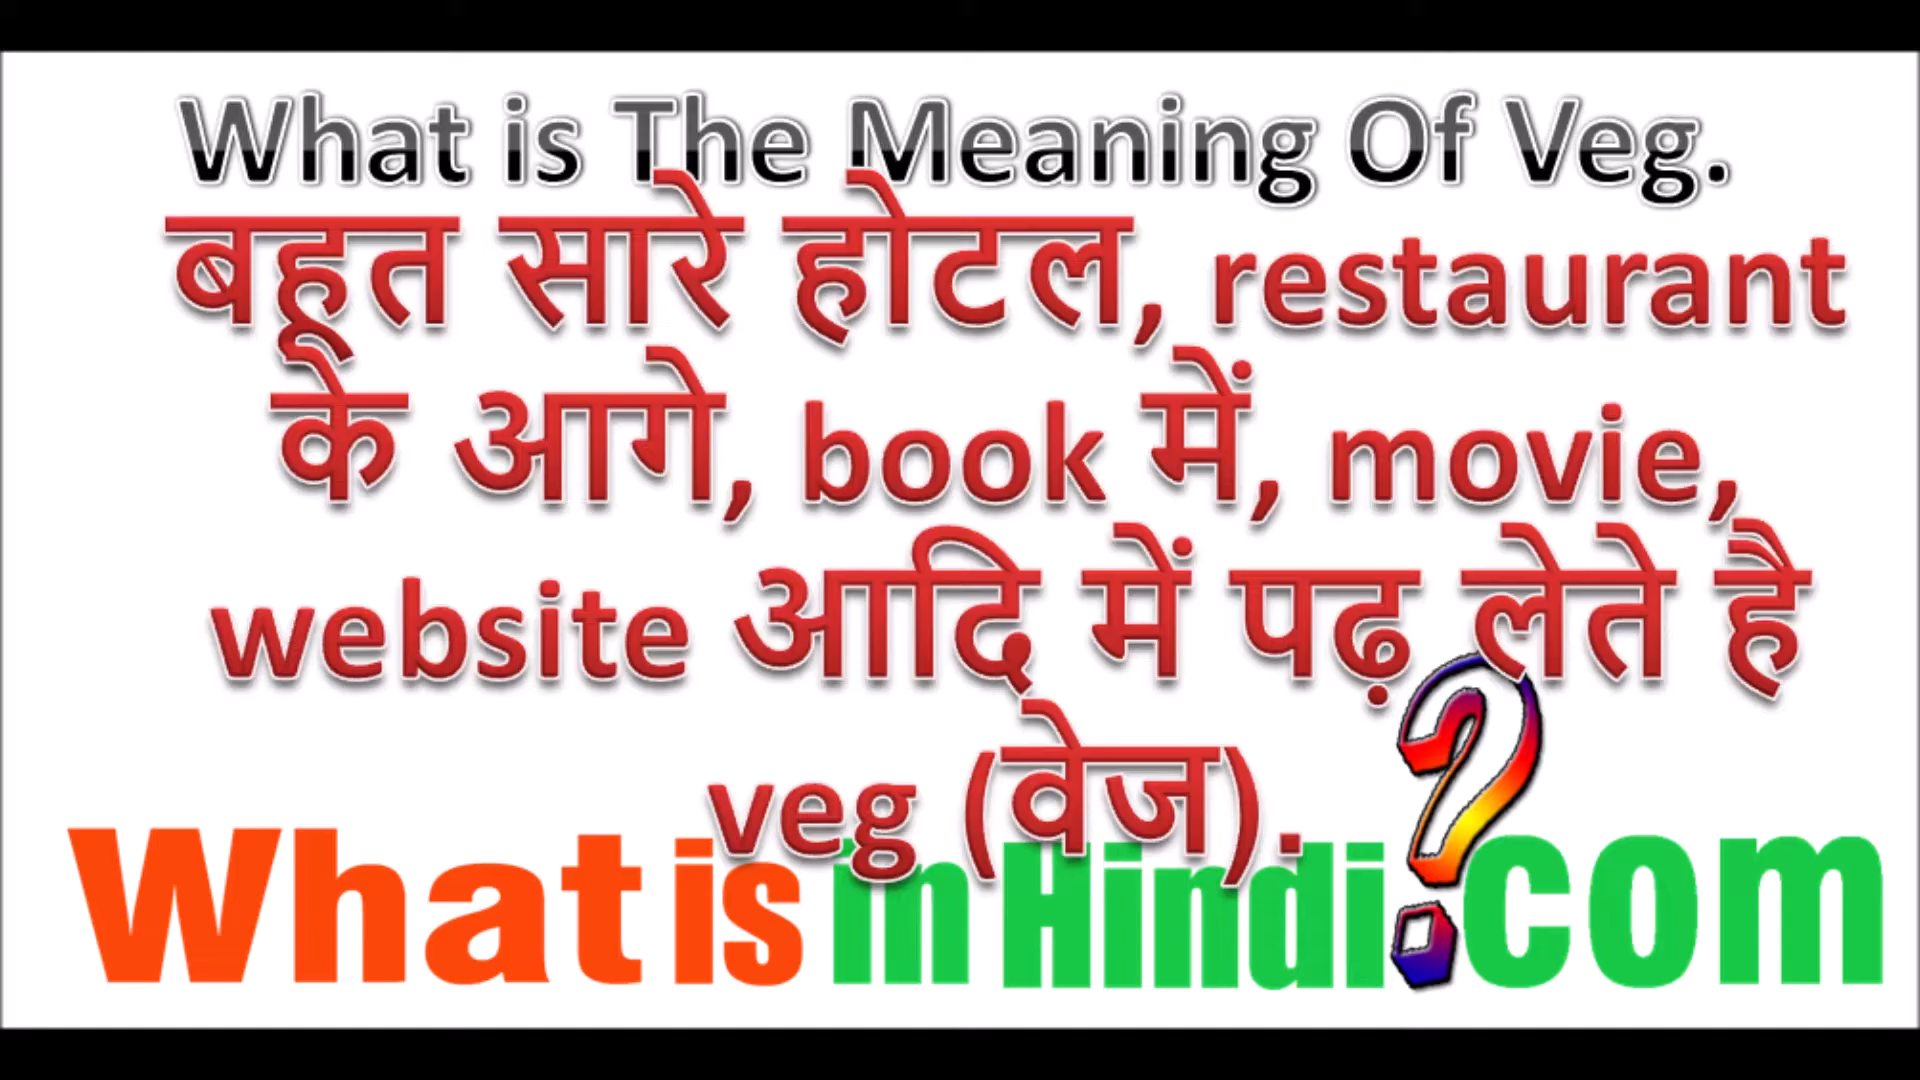 What is The Meaning Of Veg.
बहूत सारे होटल, restaurant
के आगे, book में, movie,
website आदि में पढ़ लेते है
veg (वेज).
What is in Hindi ? com